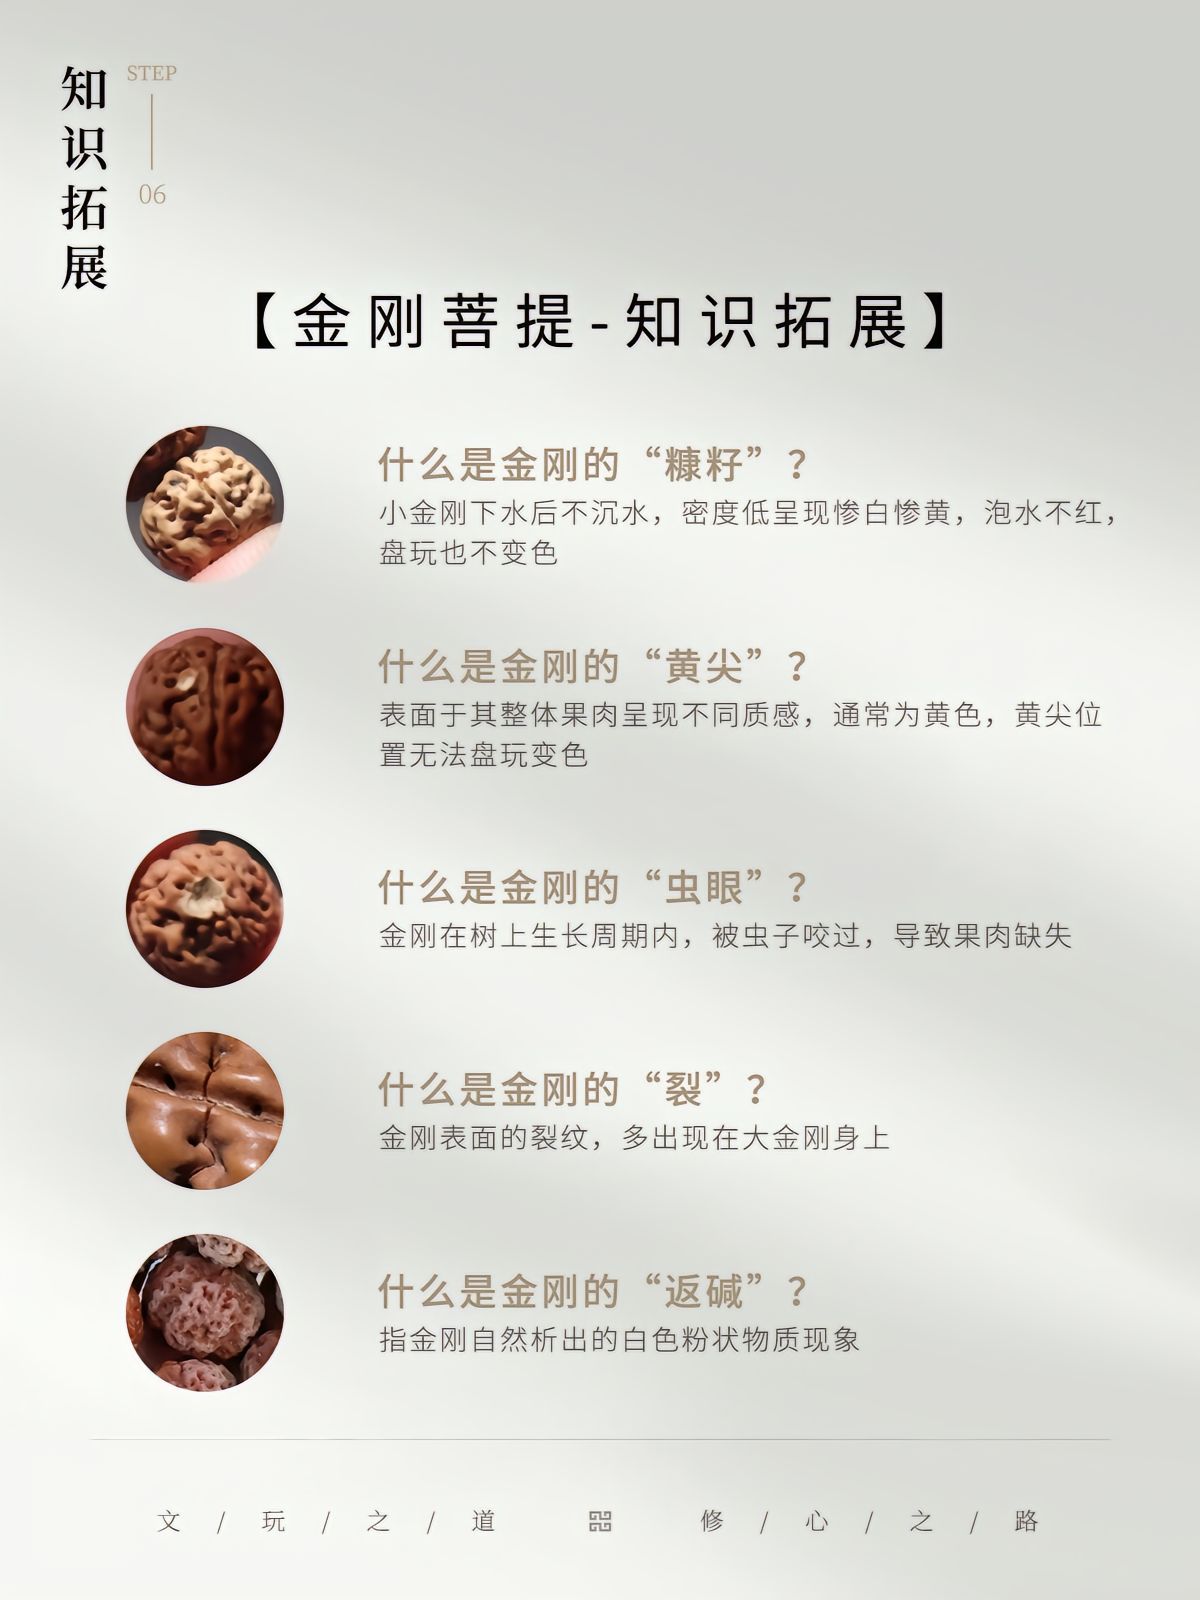 知识拓展
STEP
06
【金刚菩提-知识拓展】
什么是金刚的“糠籽”？
小金刚下水后不沉水，密度低呈现惨白惨黄，泡水不红，
盘玩也不变色
什么是金刚的“黄尖”？
表面于其整体果肉呈现不同质感，通常为黄色，黄尖位
置无法盘玩变色
什么是金刚的“虫眼”？
金刚在树上生长周期内，被虫子咬过，导致果肉缺失
什么是金刚的“裂”？
金刚表面的裂纹，多出现在大金刚身上
什么是金刚的“返碱”？
指金刚自然析出的白色粉状物质现象
文 / 玩 / 之 / 道 修 / 心 / 之 / 路